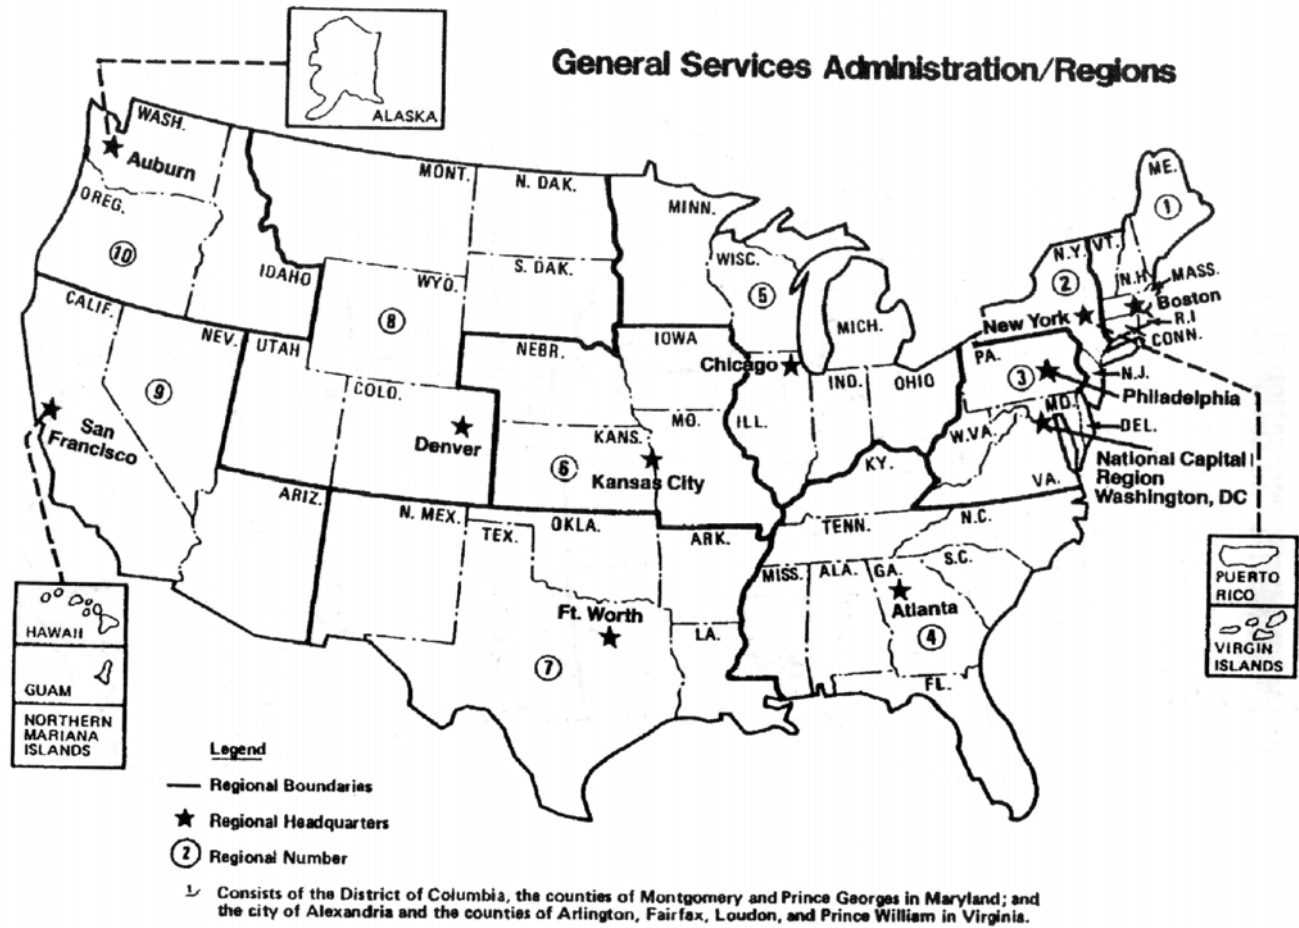 General Services Administration/Regions
ALASKA
WASH.
Auburn
OREG.
10
IDAHO
MONT.
N. DAK.
S. DAK.
WYO.
8
MINN.
WISC.
5
MICH.
ME.
1
N.Y.
VT.
2
N.H.
MASS.
Boston
R.I
CONN.
New York
CALIF.
NEV.
UTAH
9
San
Francisco
COLO.
Denver
NEBR.
IOWA
Chicago
IND.
OHIO
PA.
3
N.J.
Philadelphia
MD.
DEL.
KANS.
MO.
ILL.
6
Kansas City
KY.
W.VA
VA.
National Capital
Region
Washington, DC
ARIZ.
N. MEX.
TEX.
OKLA.
ARK.
TENN.
N.C.
S.C.
MISS.
ALA.
GA.
Atlanta
4
Ft. Worth
7
LA.
FL.
PUERTO
RICO
VIRGIN
ISLANDS
HAWAII
GUAM
NORTHERN
MARIANA
ISLANDS
Legend
Regional Boundaries
Regional Headquarters
2 Regional Number
1/ Consists of the District of Columbia, the counties of Montgomery and Prince Georges in Maryland; and
the city of Alexandria and the counties of Arlington, Fairfax, Loudon, and Prince William in Virginia.